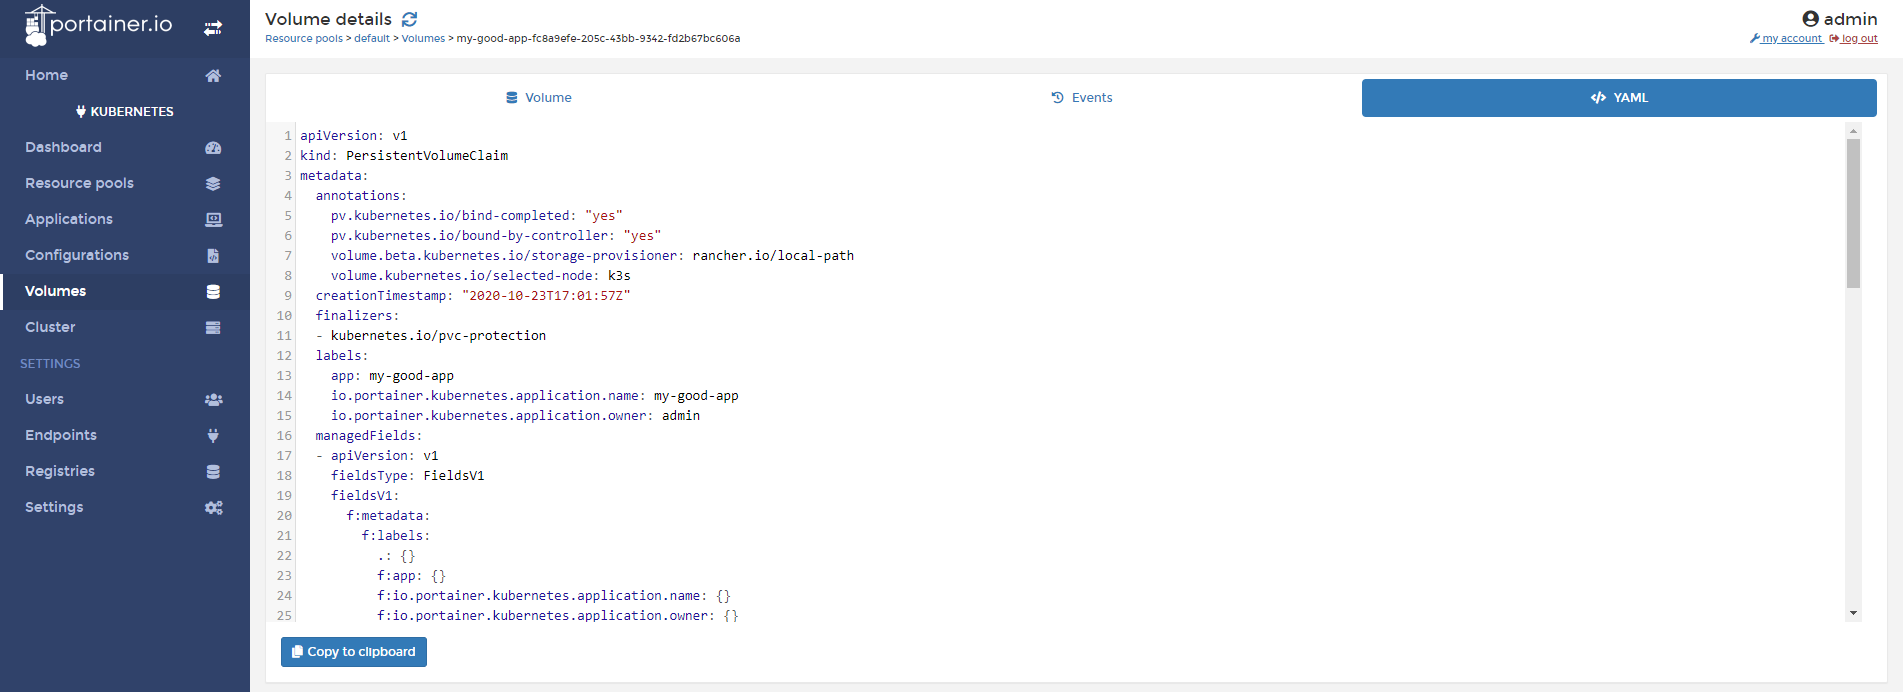 portainer.io
Home
KUBERNETES
Dashboard
Resource pools
Applications
Configurations
Volumes
Cluster
SETTINGS
Users
Endpoints
Registries
Settings
Volume details
Resource pools > default > Volumes > my-good-app-fc8a9efe-205c-43bb-9342-fd2b67bc606a
admin
my account log out
Volume Events YAML
1 apiVersion: v1
2 kind: PersistentVolumeClaim
3 metadata:
4   annotations:
5     pv.kubernetes.io/bind-completed: "yes"
6     pv.kubernetes.io/bound-by-controller: "yes"
7     volume.beta.kubernetes.io/storage-provisioner: rancher.io/local-path
8     volume.kubernetes.io/selected-node: k3s
9   creationTimestamp: "2020-10-23T17:01:57Z"
10   finalizers:
11   - kubernetes.io/pvc-protection
12   labels:
13     app: my-good-app
14     io.portainer.kubernetes.application.name: my-good-app
15     io.portainer.kubernetes.application.owner: admin
16   managedFields:
17   - apiVersion: v1
18     fieldsType: FieldsV1
19     fieldsV1:
20       f:metadata:
21         f:labels:
22           .: {}
23           f:app: {}
24           f:io.portainer.kubernetes.application.name: {}
25           f:io.portainer.kubernetes.application.owner: {}
Copy to clipboard